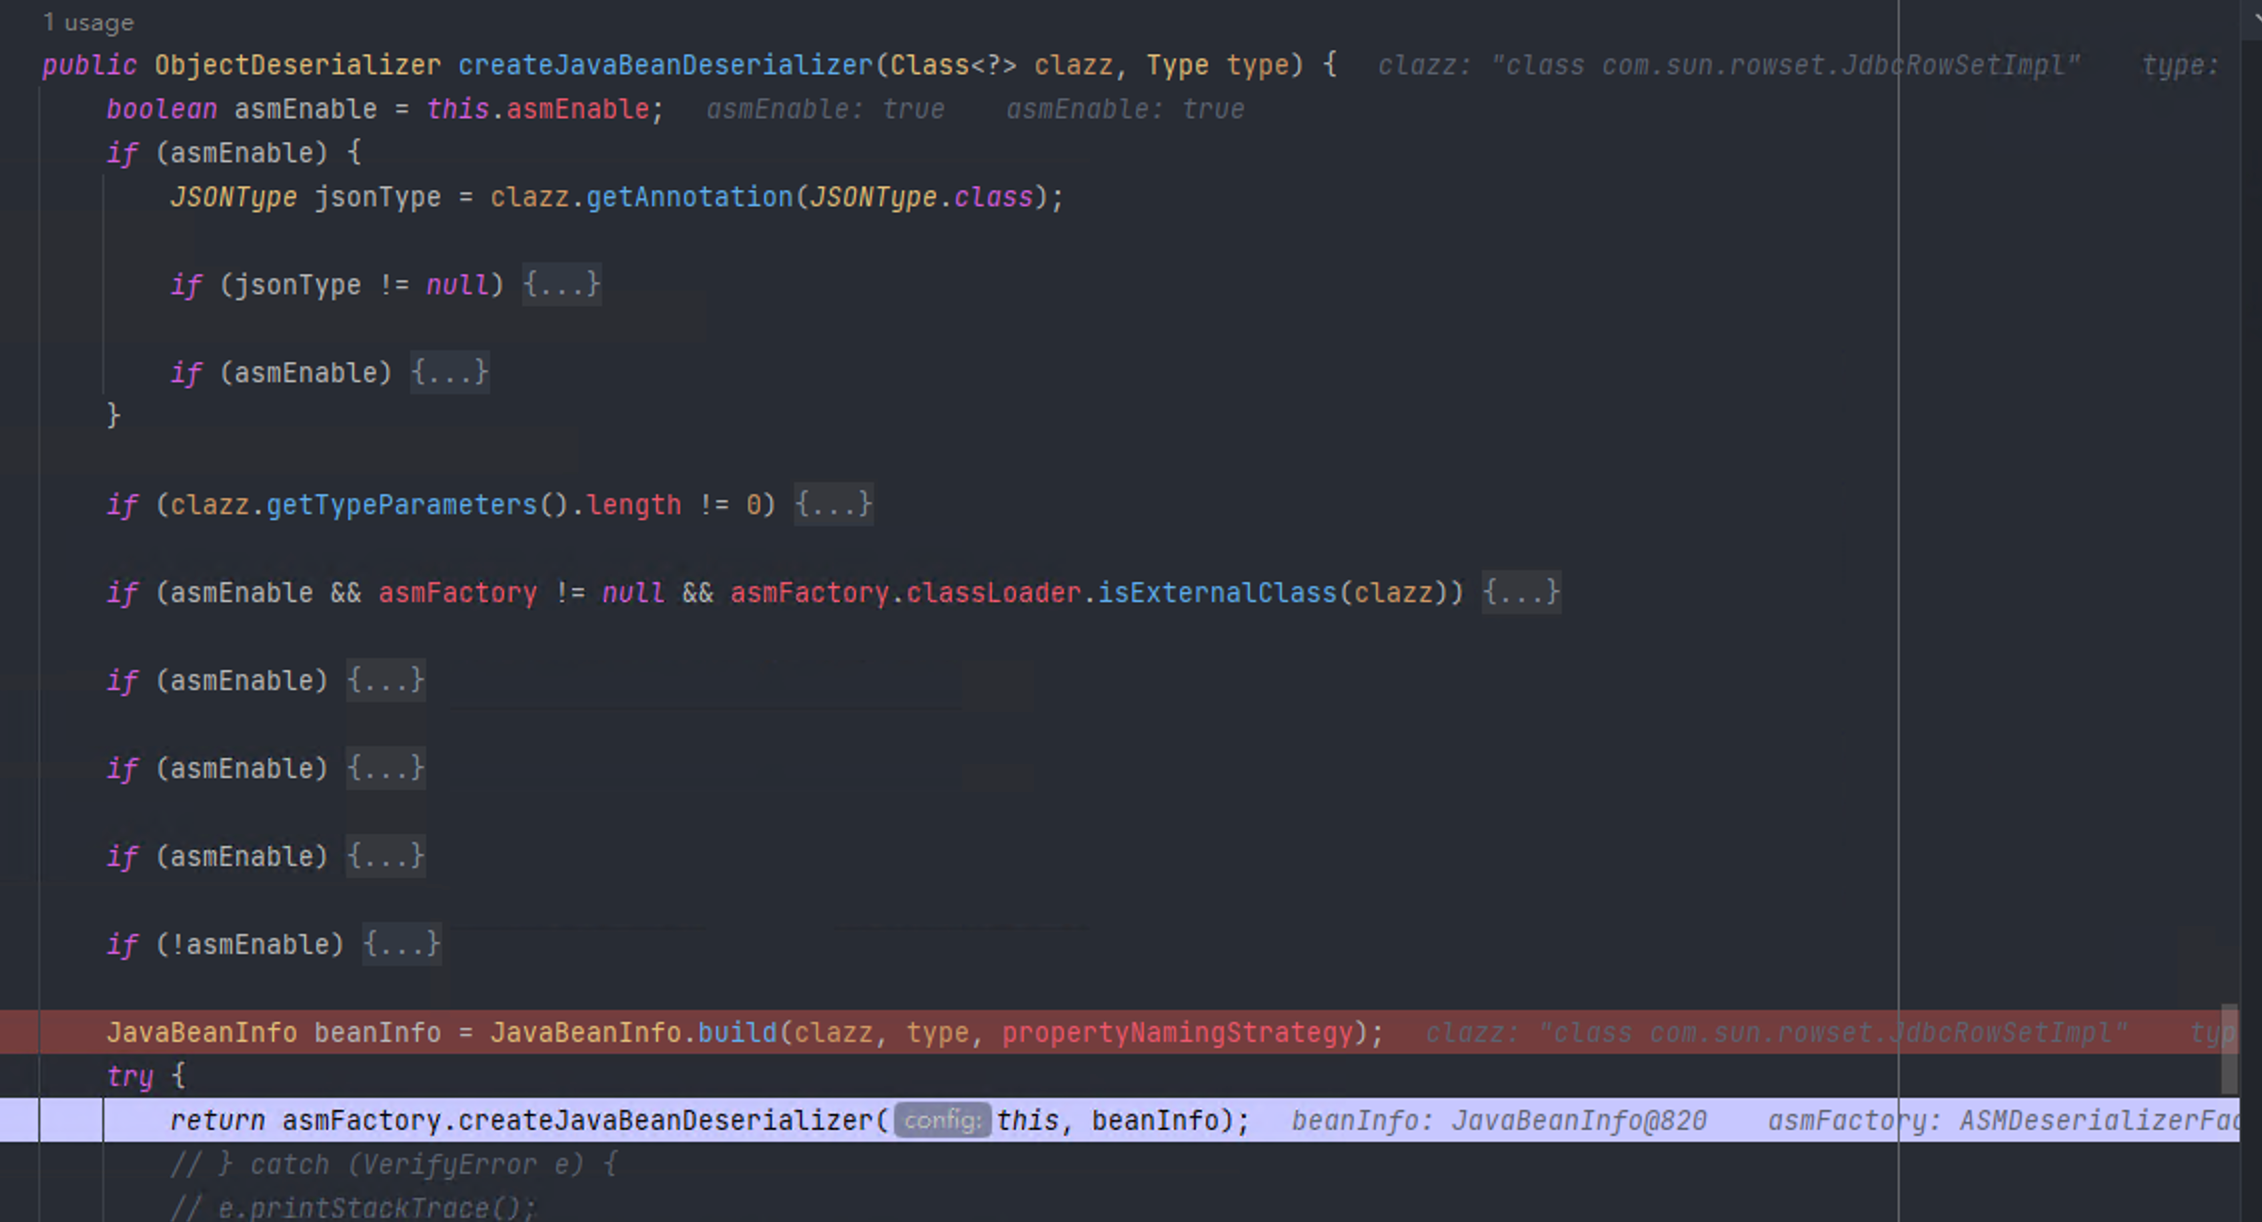 1 usage
public ObjectDeserializer createJavaBeanDeserializer(Class<?> clazz, Type type) {   clazz: "class com.sun.rowset.JdbcRowSetImpl"    type:
    boolean asmEnable = this.asmEnable;   asmEnable: true    asmEnable: true
    if (asmEnable) {
        JSONType jsonType = clazz.getAnnotation(JSONType.class);
        if (jsonType != null) {...}
        if (asmEnable) {...}
    }
    if (clazz.getTypeParameters().length != 0) {...}
    if (asmEnable && asmFactory != null && asmFactory.classLoader.isExternalClass(clazz)) {...}
    if (asmEnable) {...}
    if (asmEnable) {...}
    if (asmEnable) {...}
    if (!asmEnable) {...}
    JavaBeanInfo beanInfo = JavaBeanInfo.build(clazz, type, propertyNamingStrategy);   clazz: "class com.sun.rowset.JdbcRowSetImpl"    typ
    try {
        return asmFactory.createJavaBeanDeserializer( config: this, beanInfo);   beanInfo: JavaBeanInfo@820    asmFactory: ASMDeserializerFac
        // } catch (VerifyError e) {
        // e.printStackTrace();